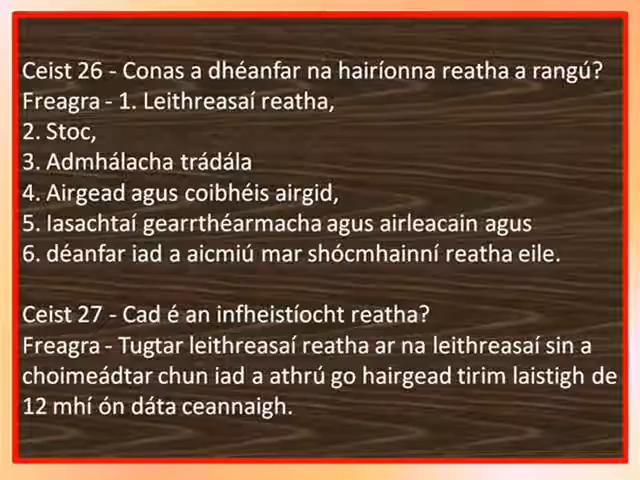 Ceist 26 - Conas a dhéanfar na hairíonna reatha a rangú?
Freagra - 1. Leithreasaí reatha,
2. Stoc,
3. Admhálacha trádála
4. Airgead agus coibhéis airgid,
5. Iasachtaí gearrthéarmacha agus airleacain agus
6. déanfar iad a aicmiú mar shócmhainní reatha eile.
Ceist 27 - Cad é an infheistíocht reatha?
Freagra - Tugtar leithreasaí reatha ar na leithreasaí sin a
choimeádtar chun iad a athrú go hairgead tirim laistigh de
12 mhí ón dáta ceannaigh.